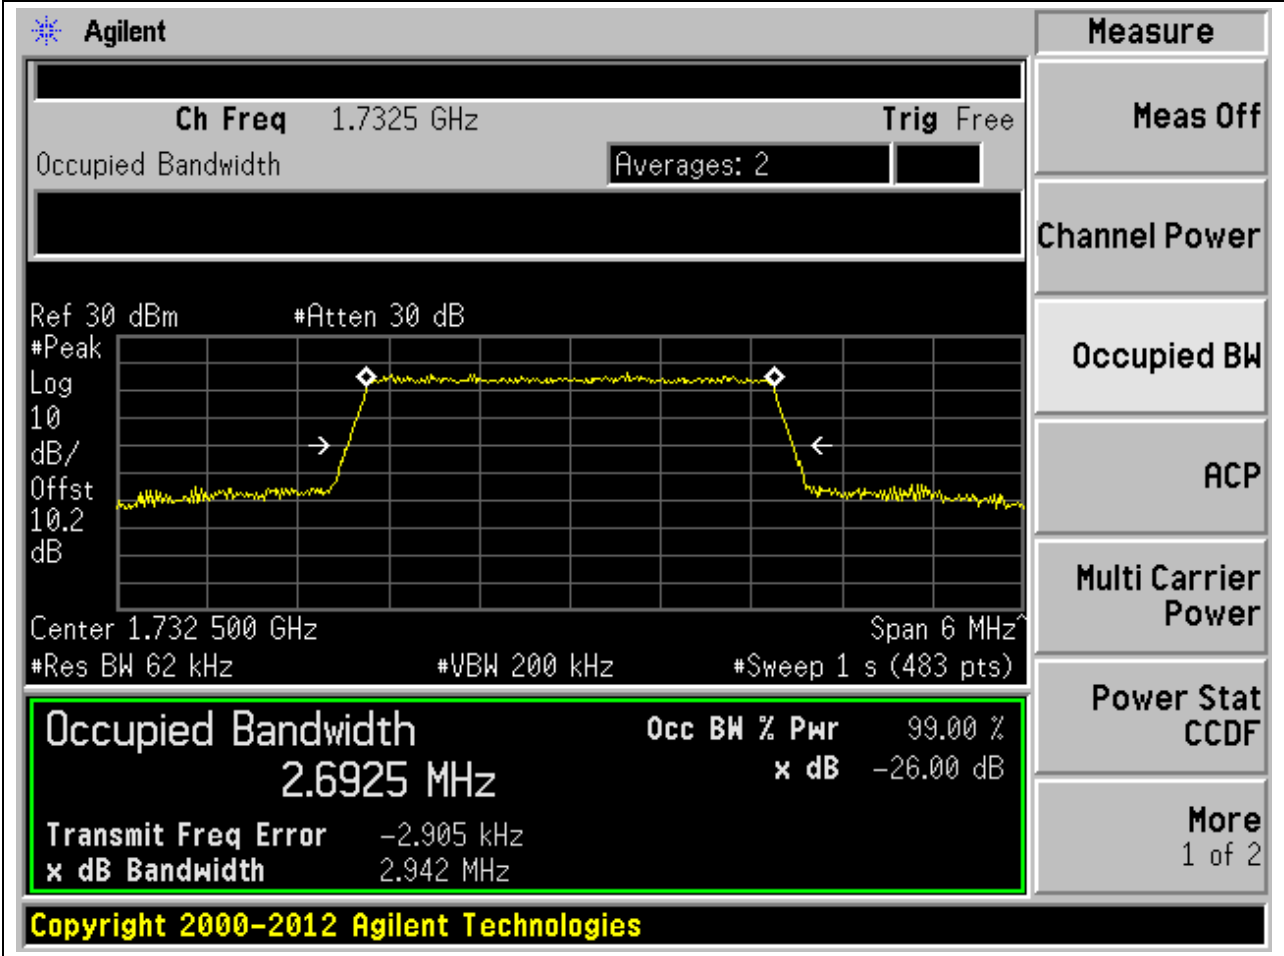 Agilent
Measure
Ch Freq 1.7325 GHz Trig Free
Occupied Bandwidth Averages: 2
Meas Off
Channel Power
Occupied BW
ACP
Multi Carrier
Power
Power Stat
CCDF
More
1 of 2
Ref 30 dBm #Atten 30 dB
#Peak
Log
10
dB/
Offst
10.2
dB
Center 1.732 500 GHz Span 6 MHz^
#Res BW 62 kHz #VBW 200 kHz #Sweep 1 s (483 pts)
Occupied Bandwidth Occ BW % Pwr 99.00 %
2.6925 MHz x dB -26.00 dB
Transmit Freq Error -2.905 kHz
x dB Bandwidth 2.942 MHz
Copyright 2000-2012 Agilent Technologies